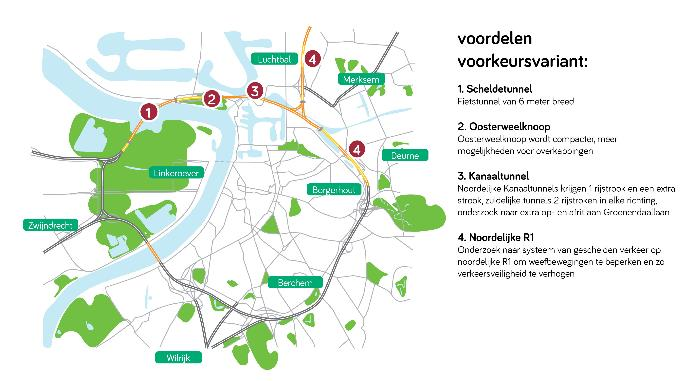 voordelen
voorkeursvariant:
1. Scheldetunnel
Fietstunnel van 6 meter breed
2. Oosterweelknoop
Oosterweelknoop wordt compacter, meer
mogelijkheden voor overkappingen
3. Kanaaltunnel
Noordelijke Kanaaltunnels krijgen 1 rijstrook en een extra
strook, zuidelijke tunnels 2 rijstroken in elke richting,
onderzoek naar extra op- en afrit aan Groenendaallaan
4. Noordelijke R1
Onderzoek naar systeem van gescheiden verkeer op
noordelijke R1 om weefbewegingen te beperken en zo
verkeersveiligheid te verhogen
Luchtbal
4
Merksem
3
2
1
4
Deurne
Linkeroever
Borgerhout
Zwijndrecht
Berchem
Wilrijk